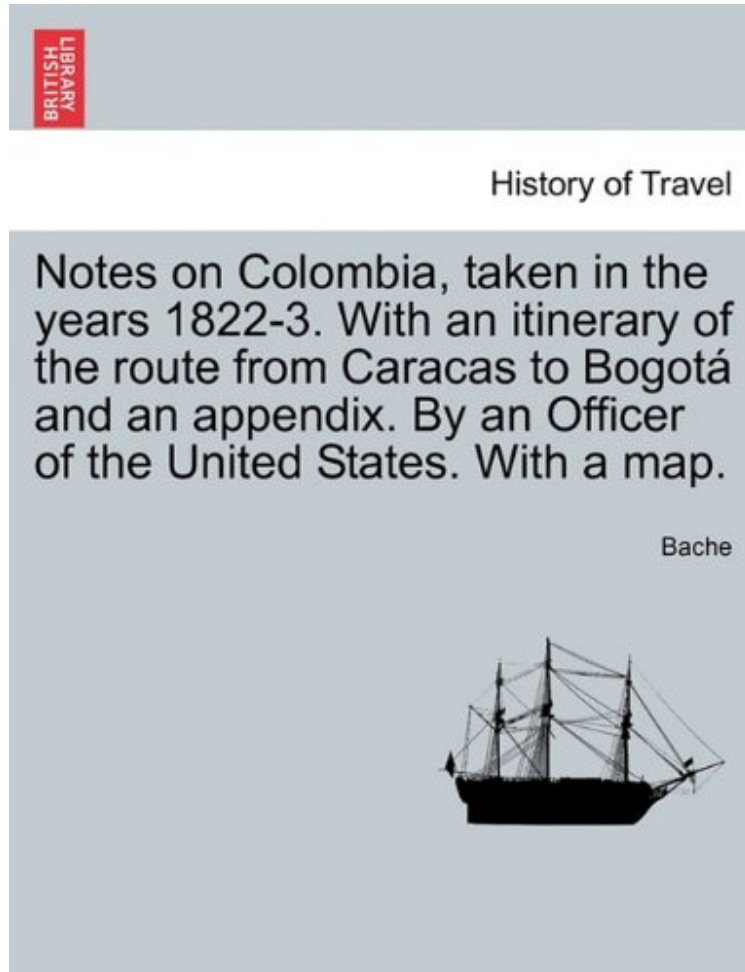 LIBRARY
BRITISH
History of Travel
Notes on Colombia, taken in the
years 1822-3. With an itinerary of
the route from Caracas to Bogotá
and an appendix. By an Officer
of the United States. With a map.
Bache